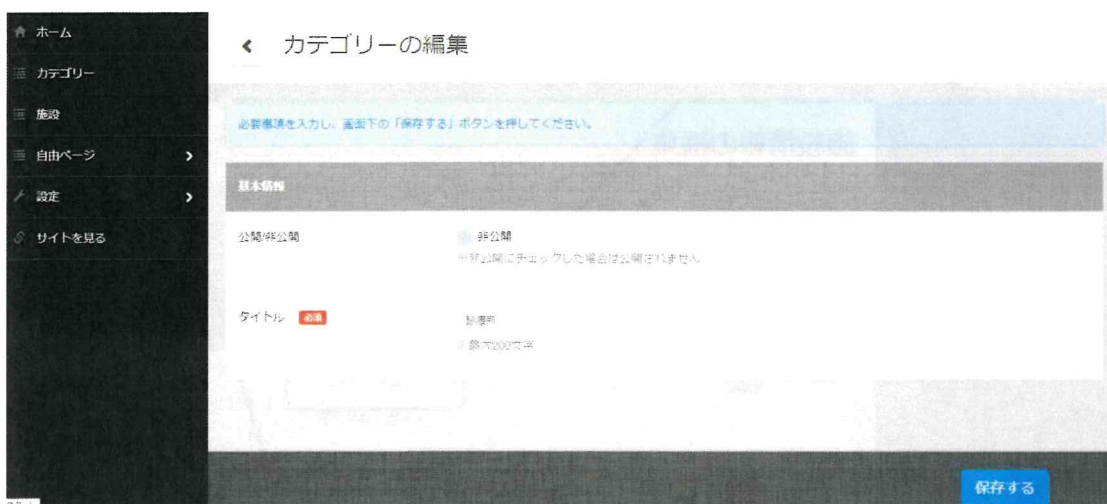 ホーム
カテゴリー
施設
自由ページ
設定
サイトを見る
カテゴリーの編集
必要事項を入力し、画面下の「保存する」ボタンを押してください。
基本情報
公開/非公開
非公開
※非公開にチェックした場合は公開されません
タイトル 必須
診療所
※最大200文字
保存する